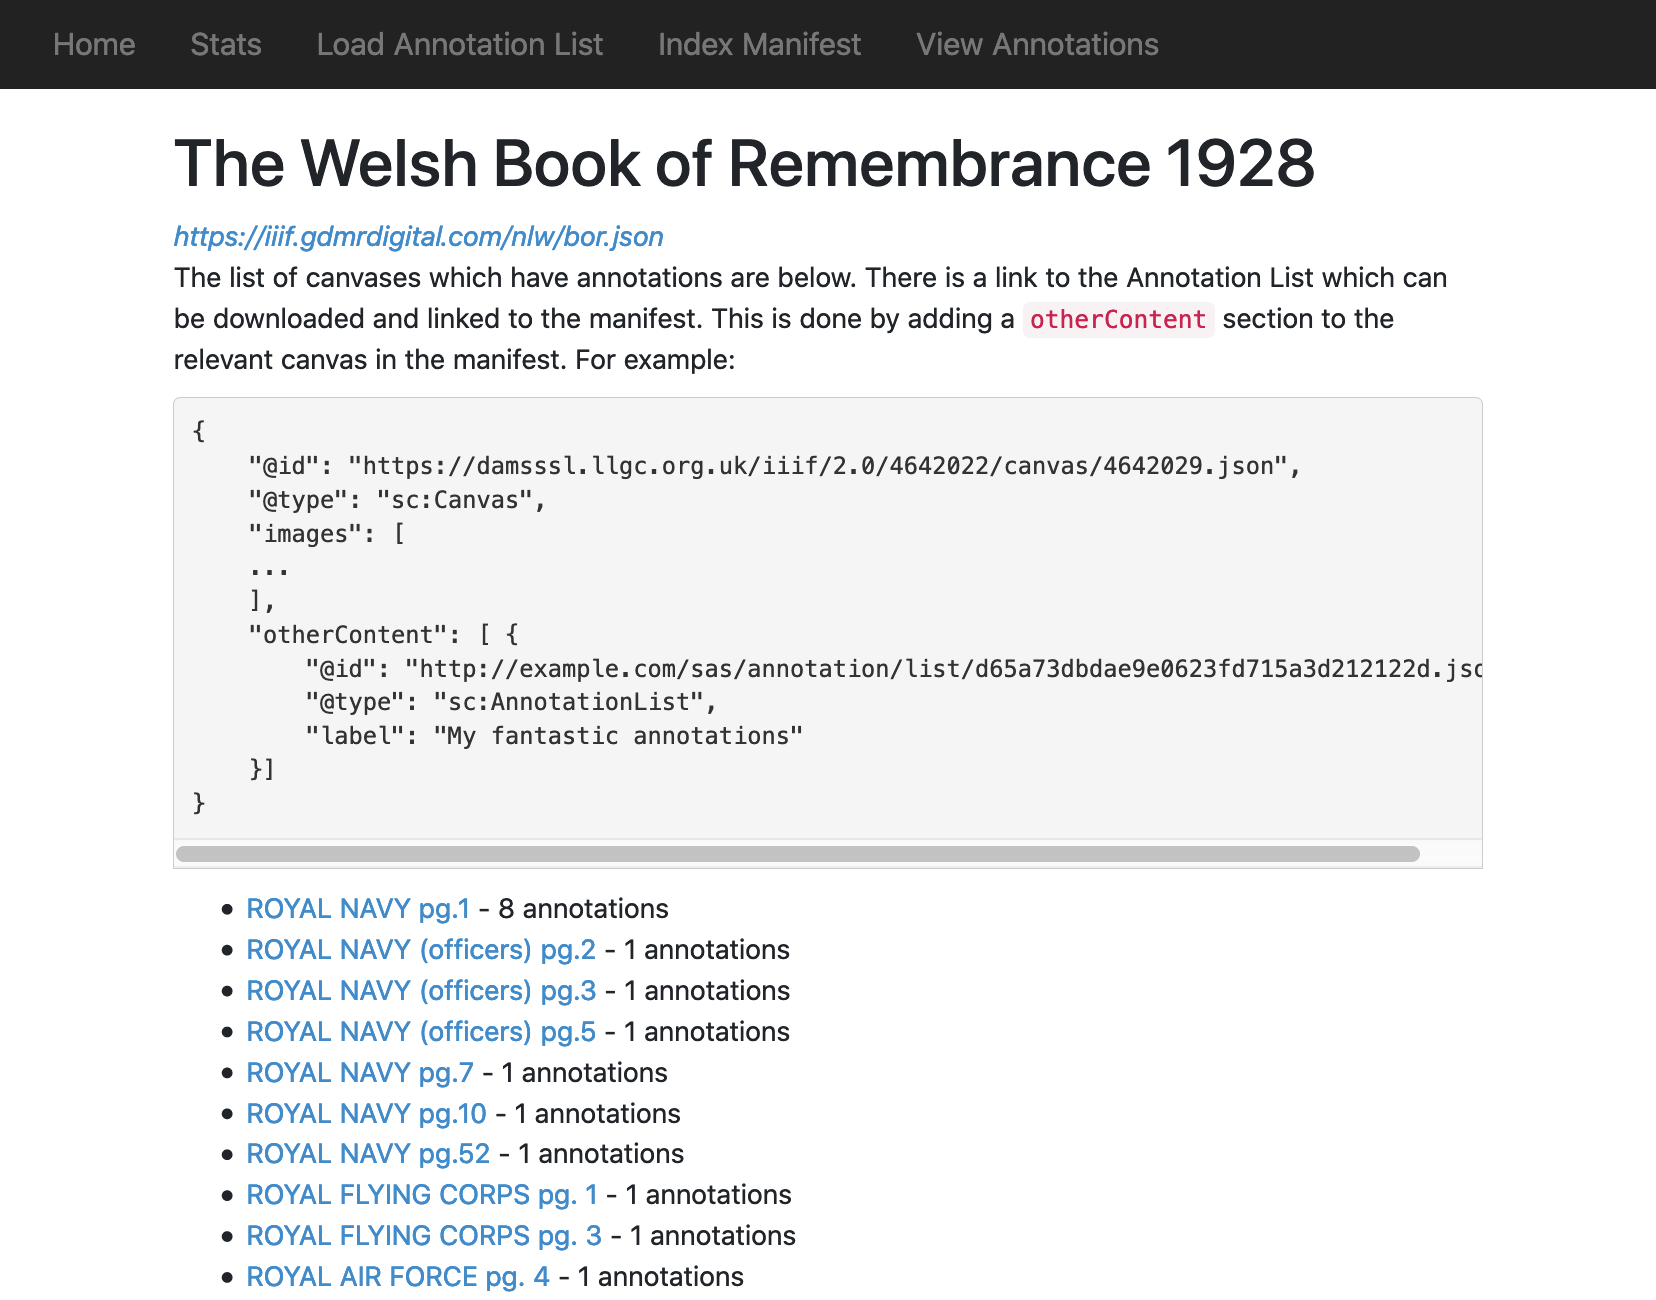 Home Stats Load Annotation List Index Manifest View Annotations
The Welsh Book of Remembrance 1928
https://iiif.gdmrdigital.com/nlw/bor.json
The list of canvases which have annotations are below. There is a link to the Annotation List which can
be downloaded and linked to the manifest. This is done by adding a otherContent section to the
relevant canvas in the manifest. For example:
{
    "@id": "https://damsssl.llgc.org.uk/iiif/2.0/4642022/canvas/4642029.json",
    "@type": "sc:Canvas",
    "images": [
    ...
    ],
    "otherContent": [ {
        "@id": "http://example.com/sas/annotation/list/d65a73dbdae9e0623fd715a3d212122d.jsc
        "@type": "sc:AnnotationList",
        "label": "My fantastic annotations"
    }]
}
• ROYAL NAVY pg.1 - 8 annotations
• ROYAL NAVY (officers) pg.2 - 1 annotations
• ROYAL NAVY (officers) pg.3 - 1 annotations
• ROYAL NAVY (officers) pg.5 - 1 annotations
• ROYAL NAVY pg.7 - 1 annotations
• ROYAL NAVY pg.10 - 1 annotations
• ROYAL NAVY pg.52 - 1 annotations
• ROYAL FLYING CORPS pg. 1 - 1 annotations
• ROYAL FLYING CORPS pg. 3 - 1 annotations
• ROYAL AIR FORCE pg. 4 - 1 annotations